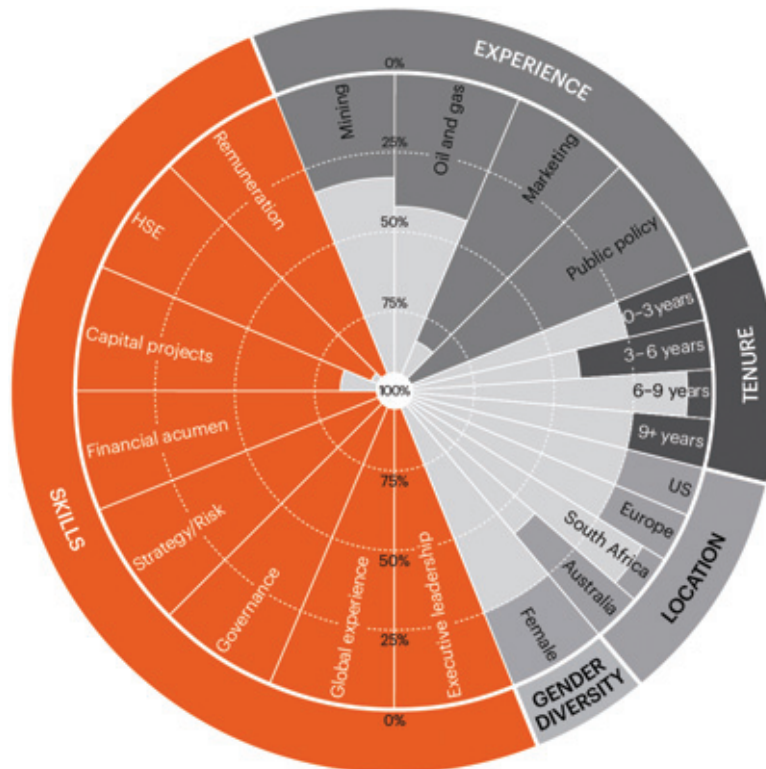 EXPERIENCE
0%
Mining
Oil and gas
Marketing
Public policy
25%
50%
75%
100%
TENURE
0–3 years
3–6 years
6–9 years
9+ years
LOCATION
US
Europe
South Africa
Australia
GENDER
DIVERSITY
Female
SKILLS
Executive leadership
Global experience
Governance
Strategy/Risk
Financial acumen
Capital projects
HSE
Remuneration
75%
50%
25%
0%